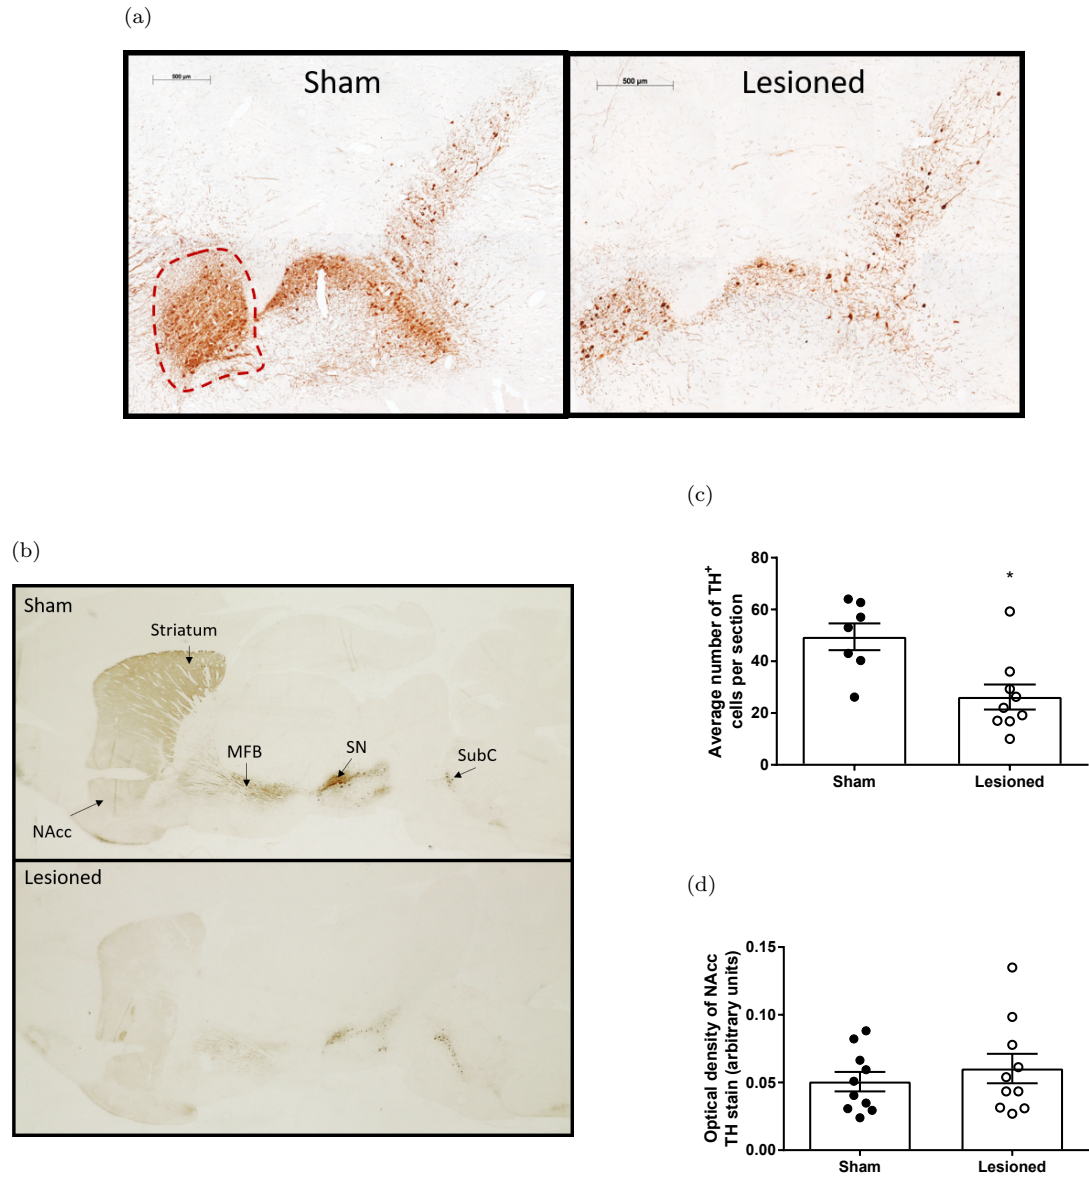 (a)
500 µm
Sham
500 µm
Lesioned
(b)
Sham
Striatum
MFB
SN
SubC
NAcc
Lesioned
(c)
Average number of TH+
cells per section
80
60
40
20
0
*
Sham
Lesioned
(d)
Optical density of NAcc
TH stain (arbitrary units)
0.15
0.10
0.05
0.00
Sham
Lesioned